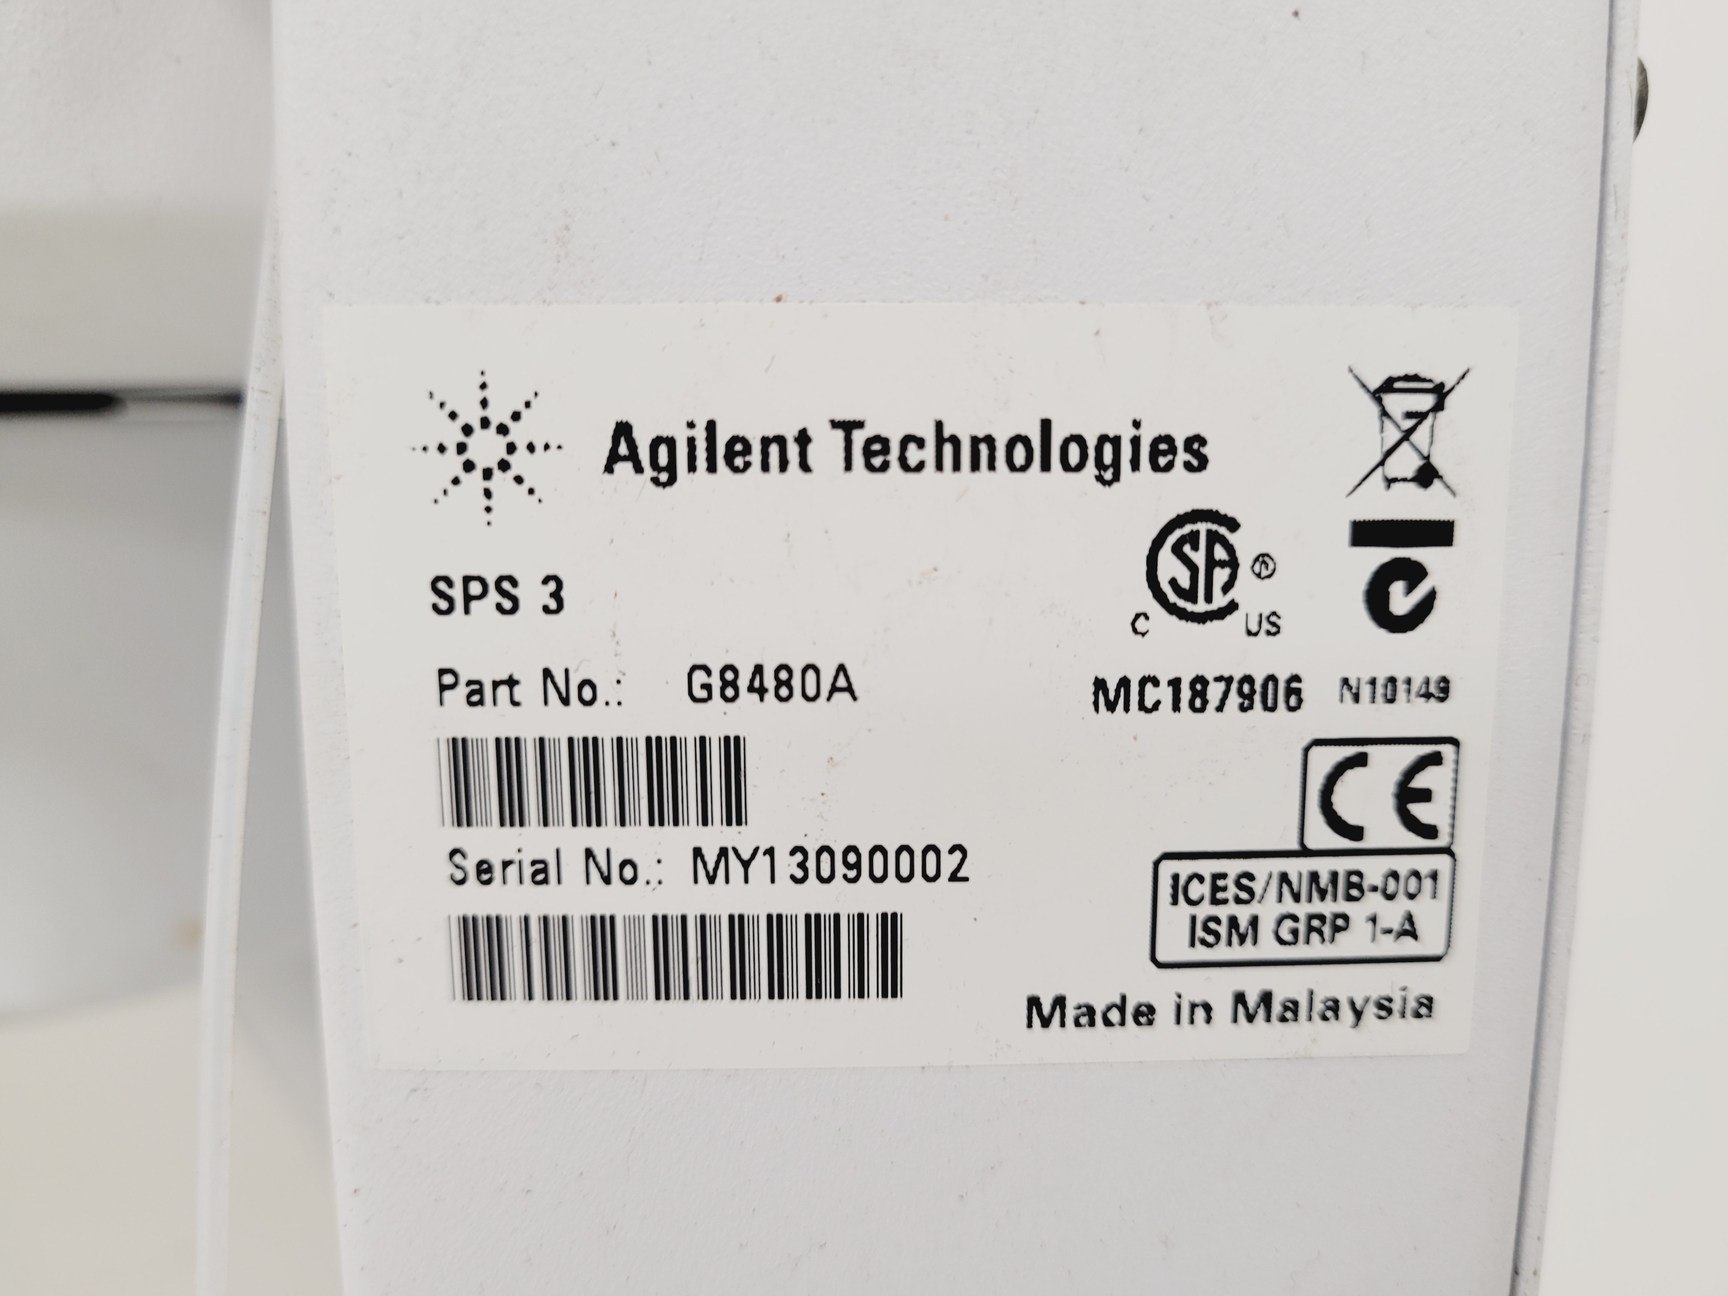 Agilent Technologies
SPS 3
C SA ® US
Part No.: G8480A
MC187906 N10149
CE
Serial No.: MY13090002
ICES/NMB-001
ISM GRP 1-A
Made in Malaysia